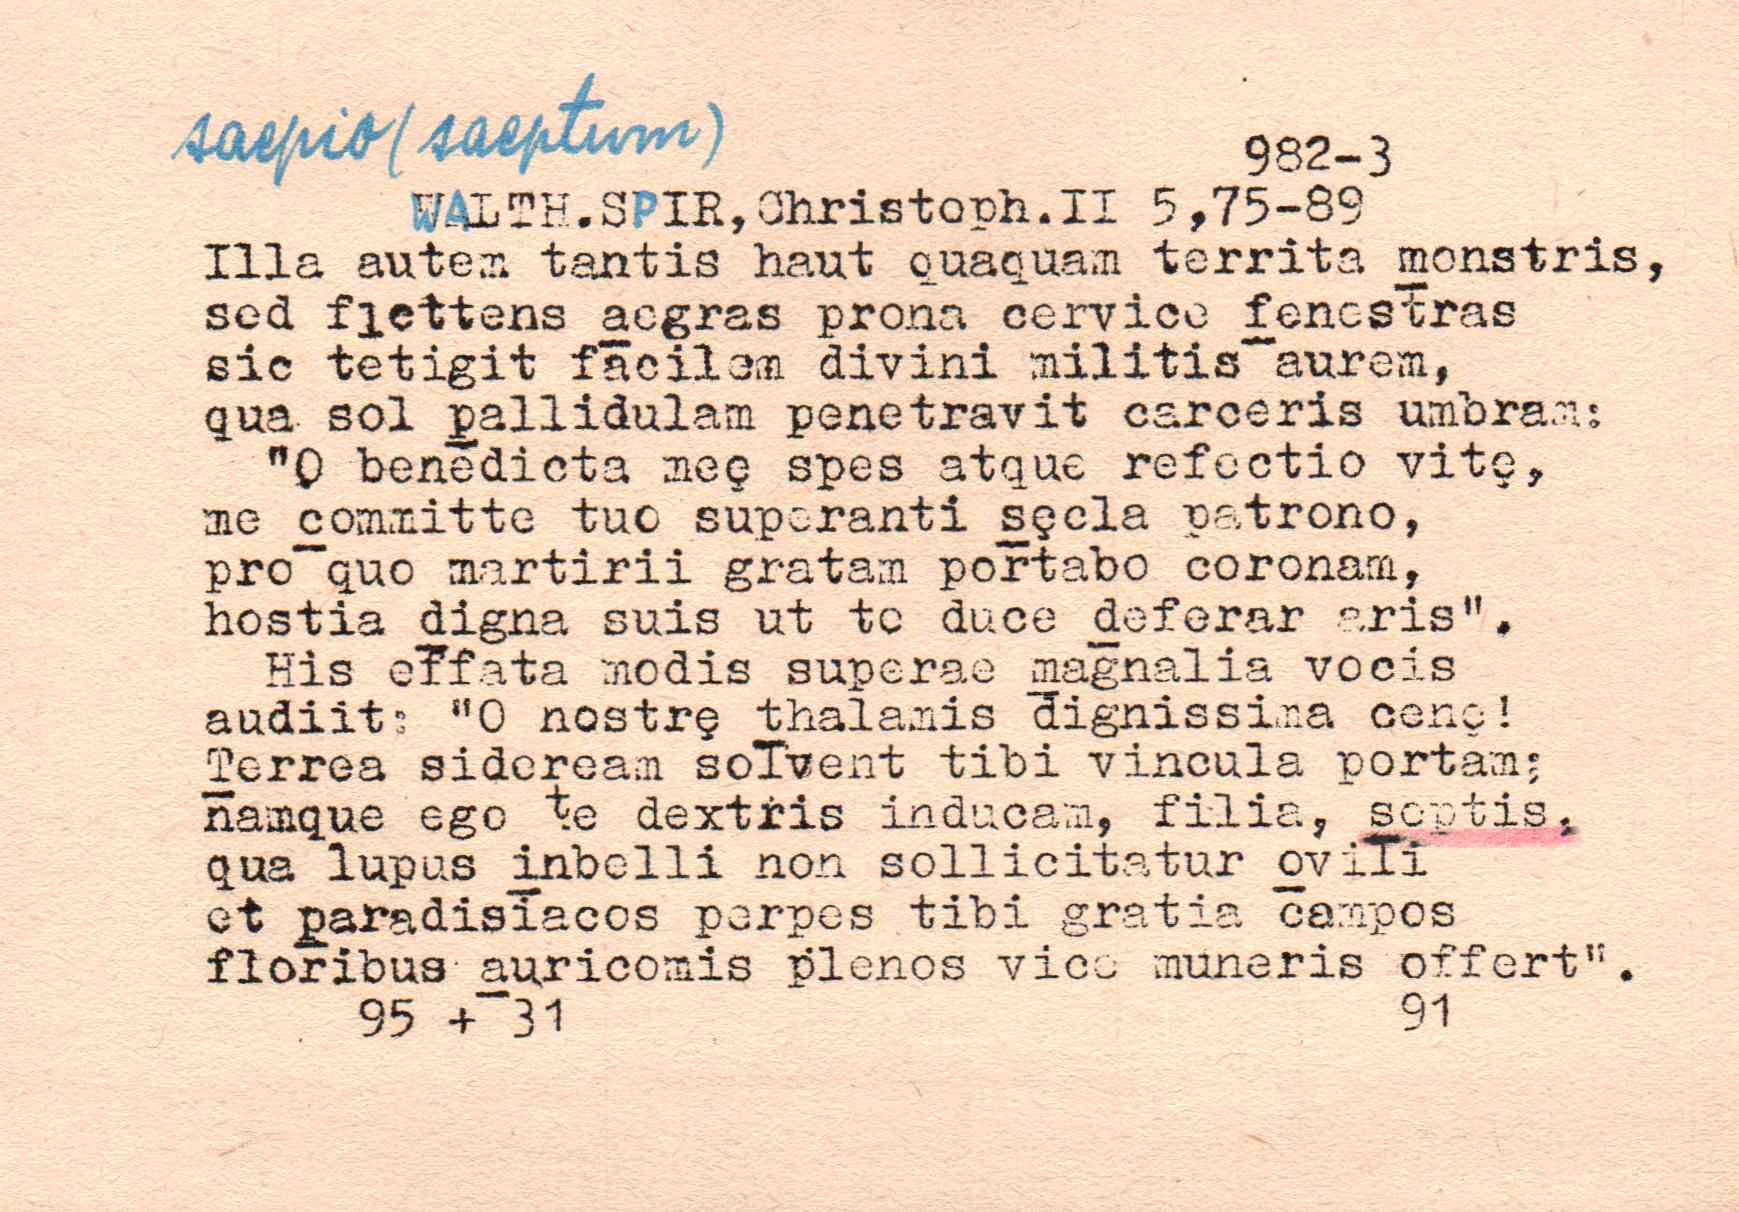 saepio (saeptum)
982-3
WALTH.SPIR, Christoph.II 5,75-89
Illa autem tantis haut quaquam territa monstris,
sed flettens aegras prona cervice fenestras
sic tetigit facilem divini militis aurem,
qua sol pallidulam penetravit carceris umbram:
"O benedicta meę spes atque refectio vitę,
me committe tuo superanti sęcla patrono,
pro quo martirii gratam portabo coronam,
hostia digna suis ut te duce deferar aris".
His effata modis superae magnalia vocis
audiit: "O nostrę thalamis dignissima cenę!
Terrea sideream solvent tibi vincula portam;
namque ego te dextris inducam, filia, septis,
qua lupus inbelli non sollicitatur ovili
et paradisiacos perpes tibi gratia campos
floribus auricomis plenos vice muneris offert".
95 + 31 91